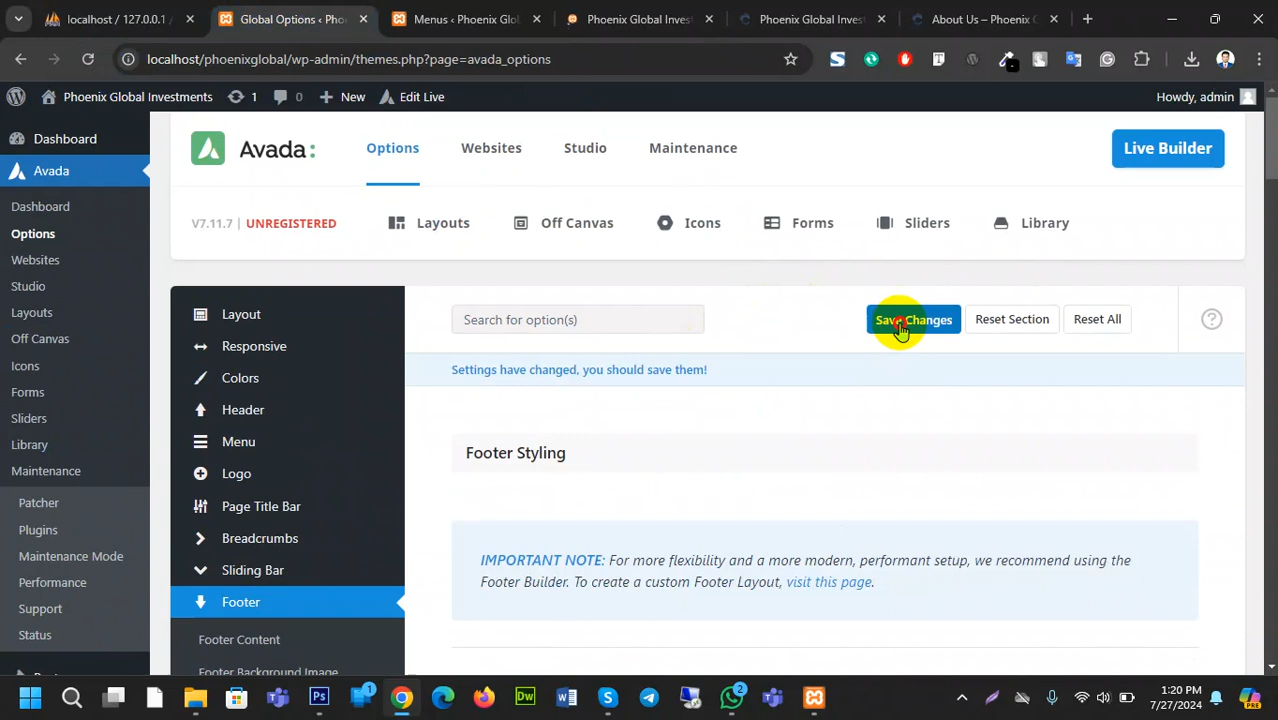 localhost / 127.0.0.1
Global Options ‹ Pho
Menus ‹ Phoenix Glo
Phoenix Global Invest
Phoenix Global Invest
About Us – Phoenix G
localhost/phoenixglobal/wp-admin/themes.php?page=avada_options
Phoenix Global Investments
1
0
New
Edit Live
Howdy, admin
Dashboard
Avada
Dashboard
Options
Websites
Studio
Layouts
Off Canvas
Icons
Forms
Sliders
Library
Maintenance
Patcher
Plugins
Maintenance Mode
Performance
Support
Status
Avada:
Options
Websites
Studio
Maintenance
Live Builder
V7.11.7 | UNREGISTERED
Layouts
Off Canvas
Icons
Forms
Sliders
Library
Layout
Responsive
Colors
Header
Menu
Logo
Page Title Bar
Breadcrumbs
Sliding Bar
Footer
Footer Content
Footer Background Image
Search for option(s)
Save Changes
Reset Section
Reset All
Settings have changed, you should save them!
Footer Styling
IMPORTANT NOTE: For more flexibility and a more modern, performant setup, we recommend using the
Footer Builder. To create a custom Footer Layout, visit this page.
Ps
1
Dw
2
1:20 PM
7/27/2024
PRE